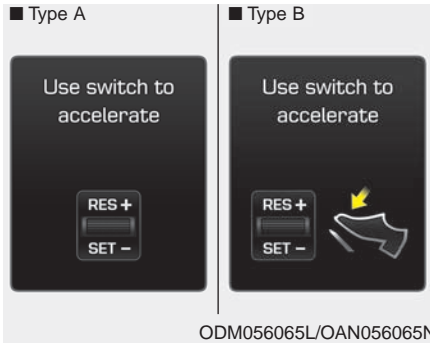 ■ Type A
Use switch to
accelerate
RES +
SET –
■ Type B
Use switch to
accelerate
RES +
SET –
ODM056065L/OAN056065N